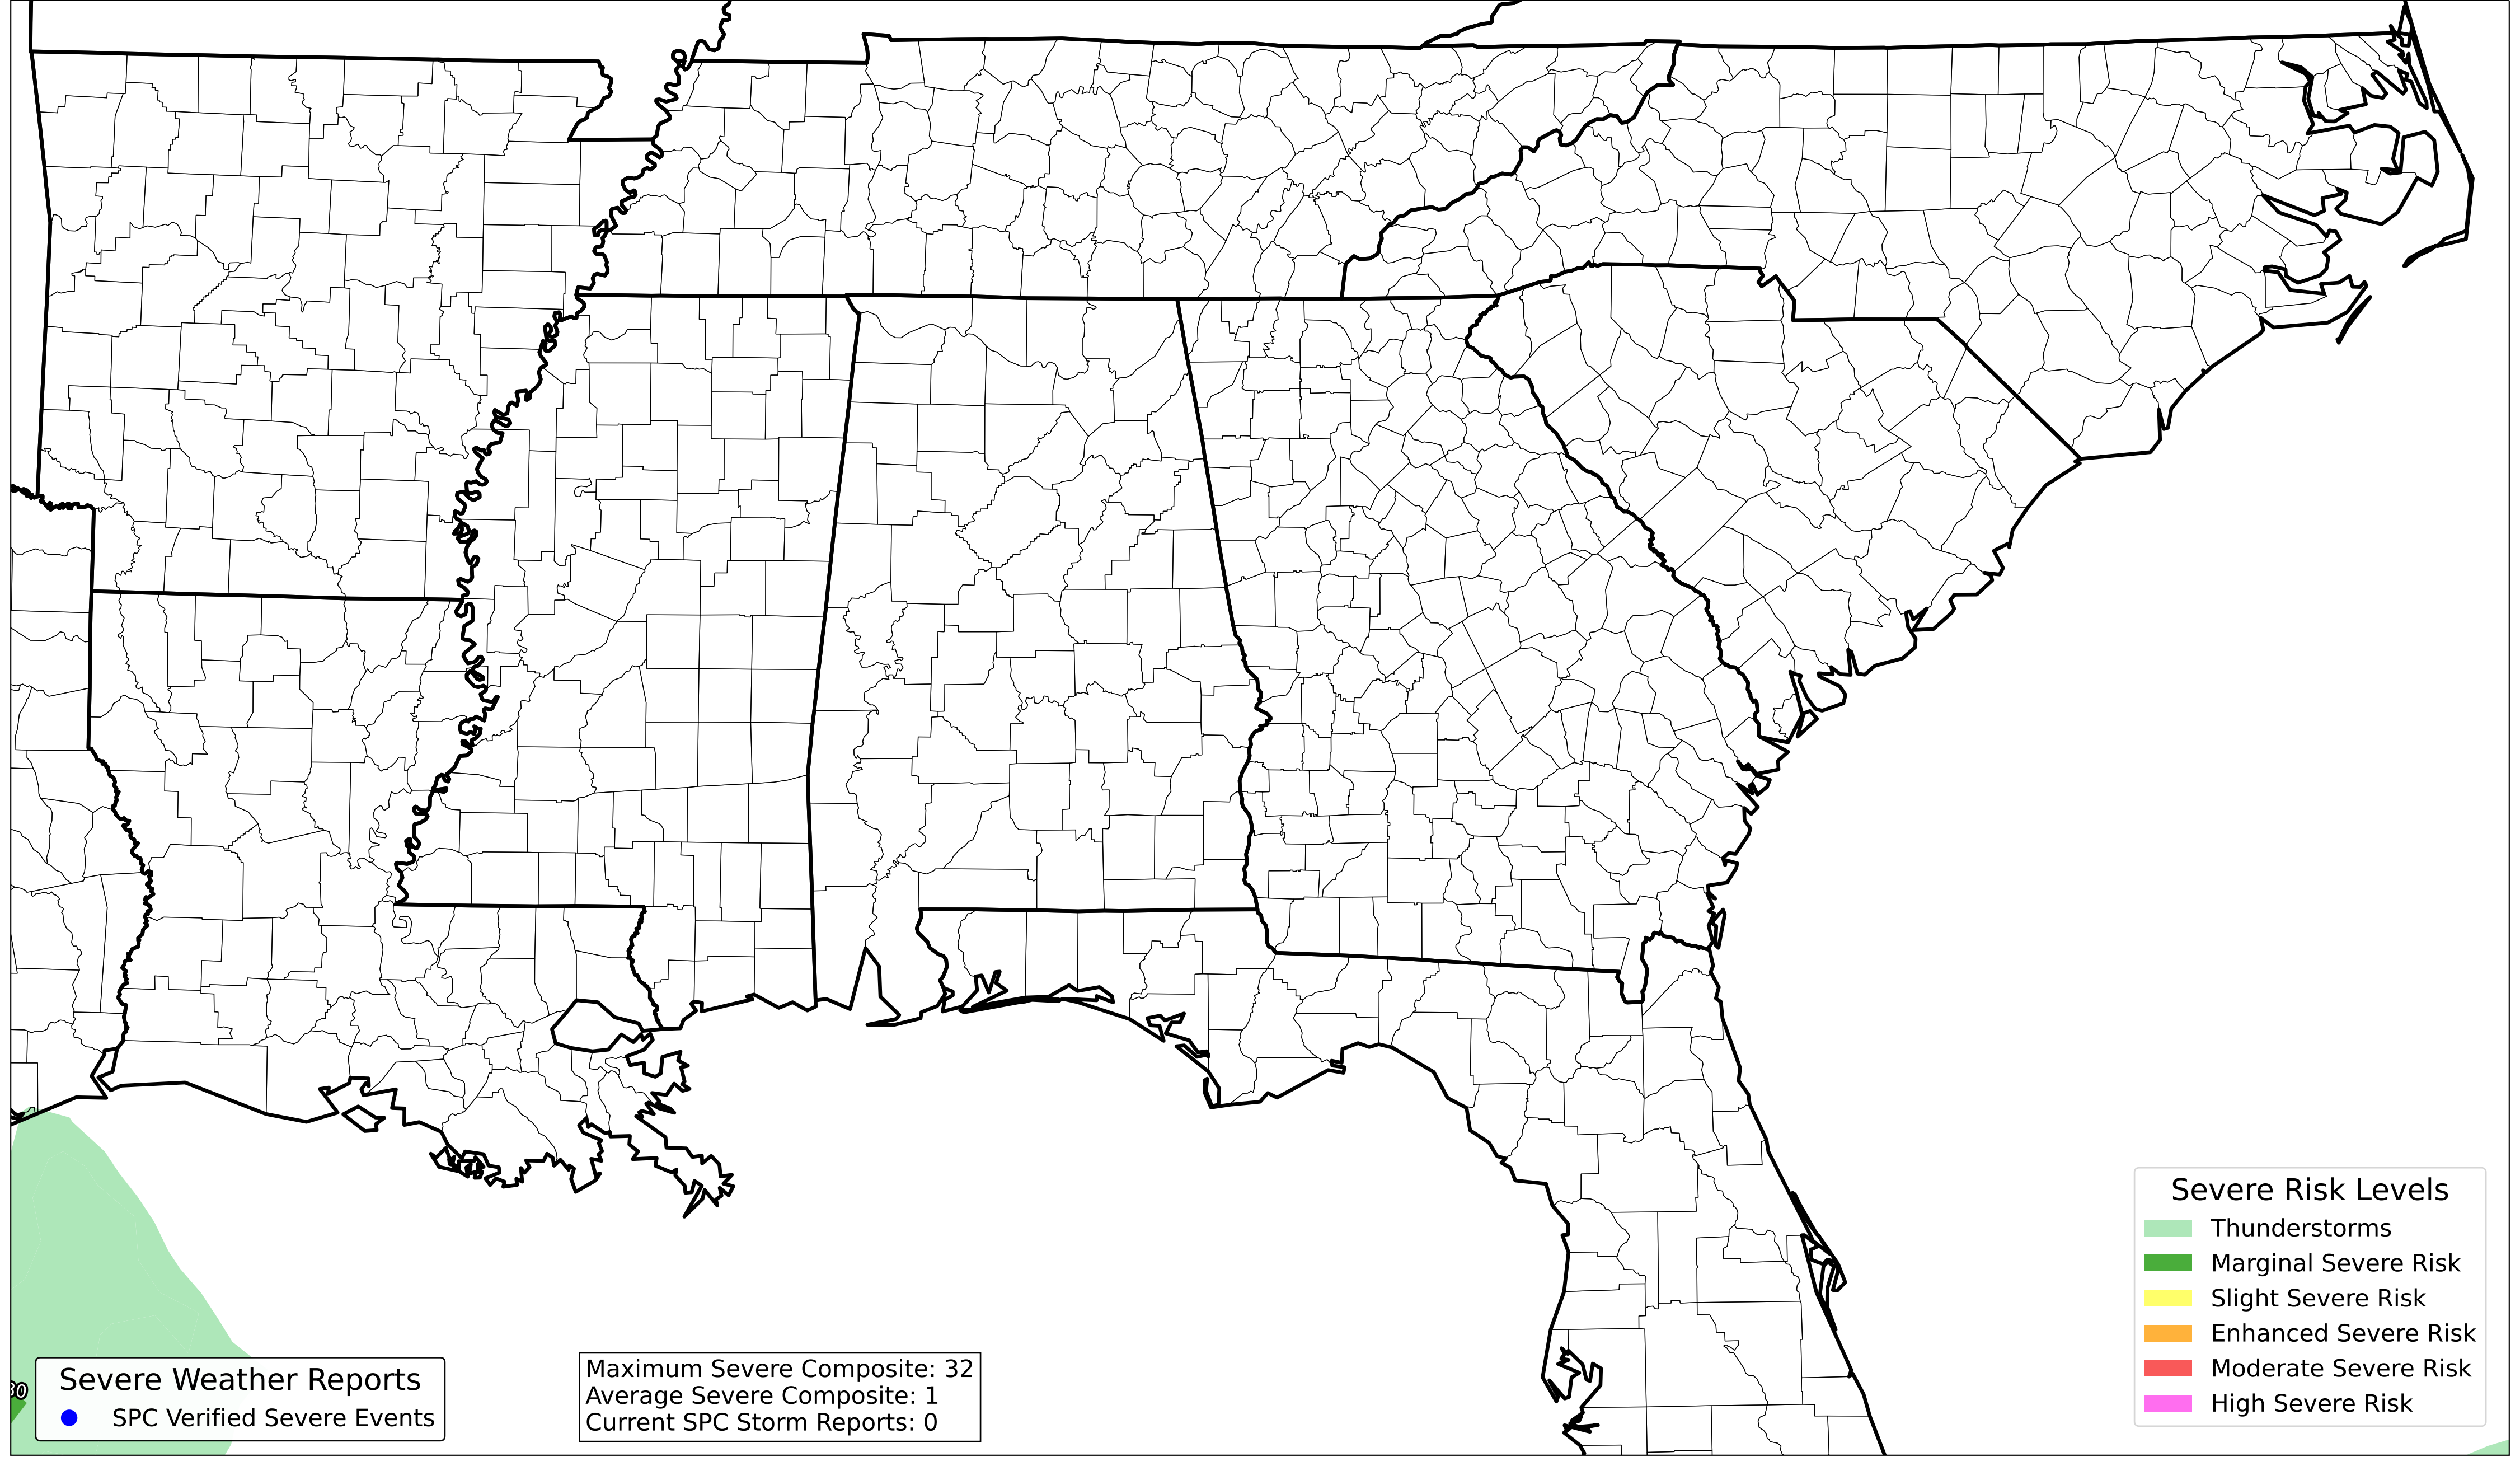 Severe Risk Levels
Thunderstorms
Marginal Severe Risk
Slight Severe Risk
Enhanced Severe Risk
Moderate Severe Risk
High Severe Risk
Severe Weather Reports
SPC Verified Severe Events
Maximum Severe Composite: 32
Average Severe Composite: 1
Current SPC Storm Reports: 0